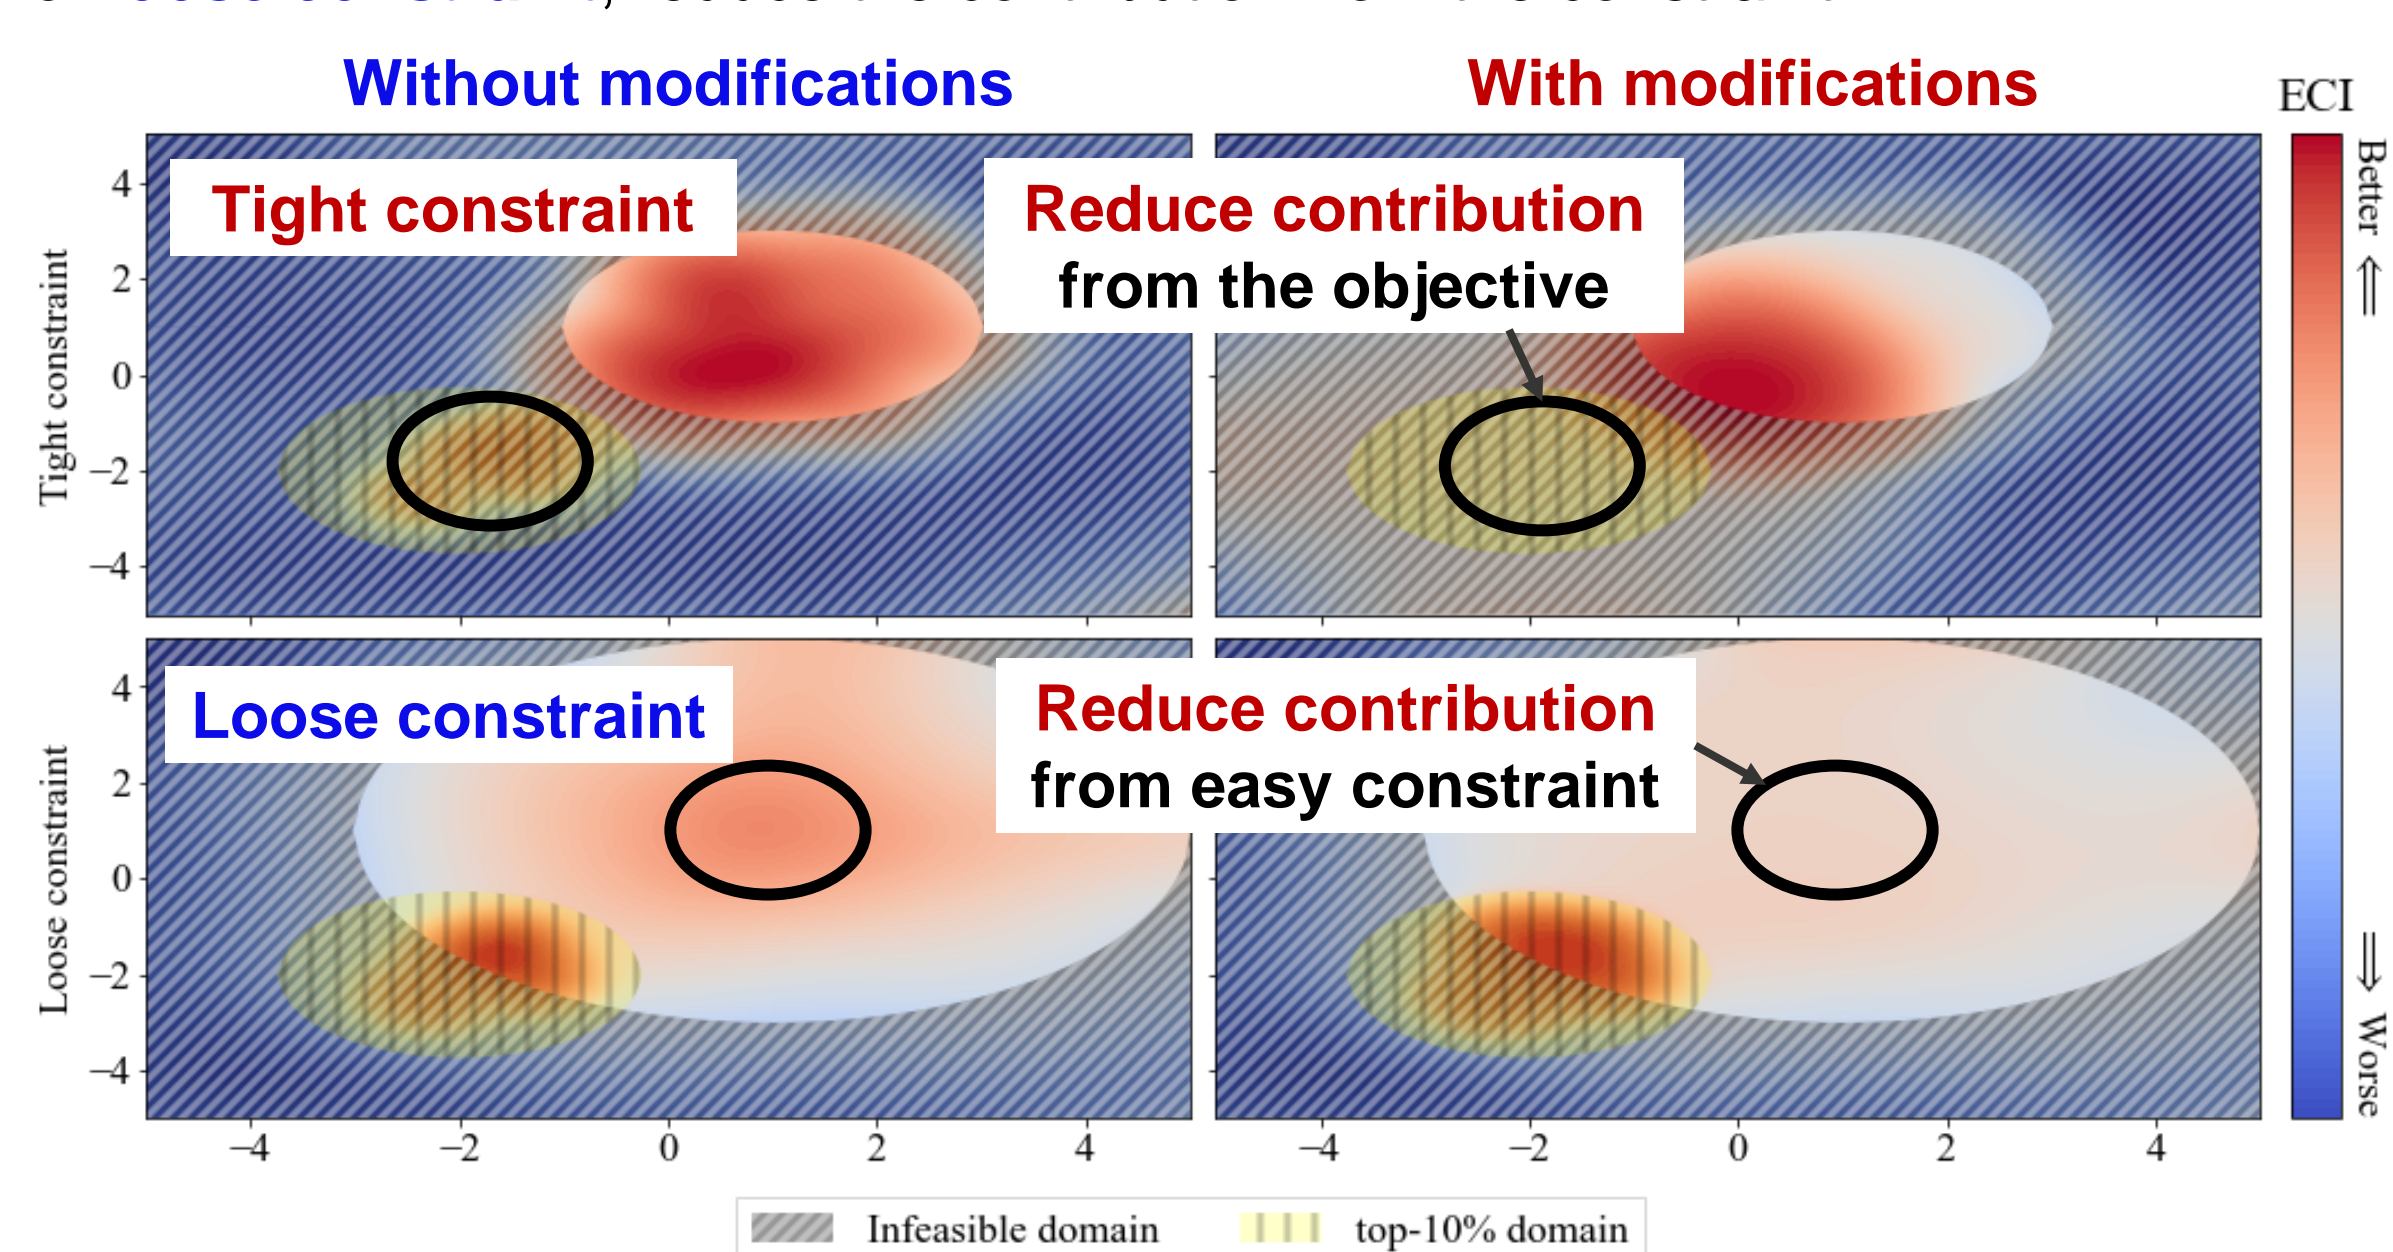 Without modifications
With modifications
ECI
Tight constraint
Reduce contribution
from the objective
Better ⇐
Tight constraint
4
2
0
−2
−4
Loose constraint
Reduce contribution
from easy constraint
Loose constraint
4
2
0
−2
−4
⇒ Worse
−4
−2
0
2
4
−4
−2
0
2
4
Infeasible domain
top-10% domain